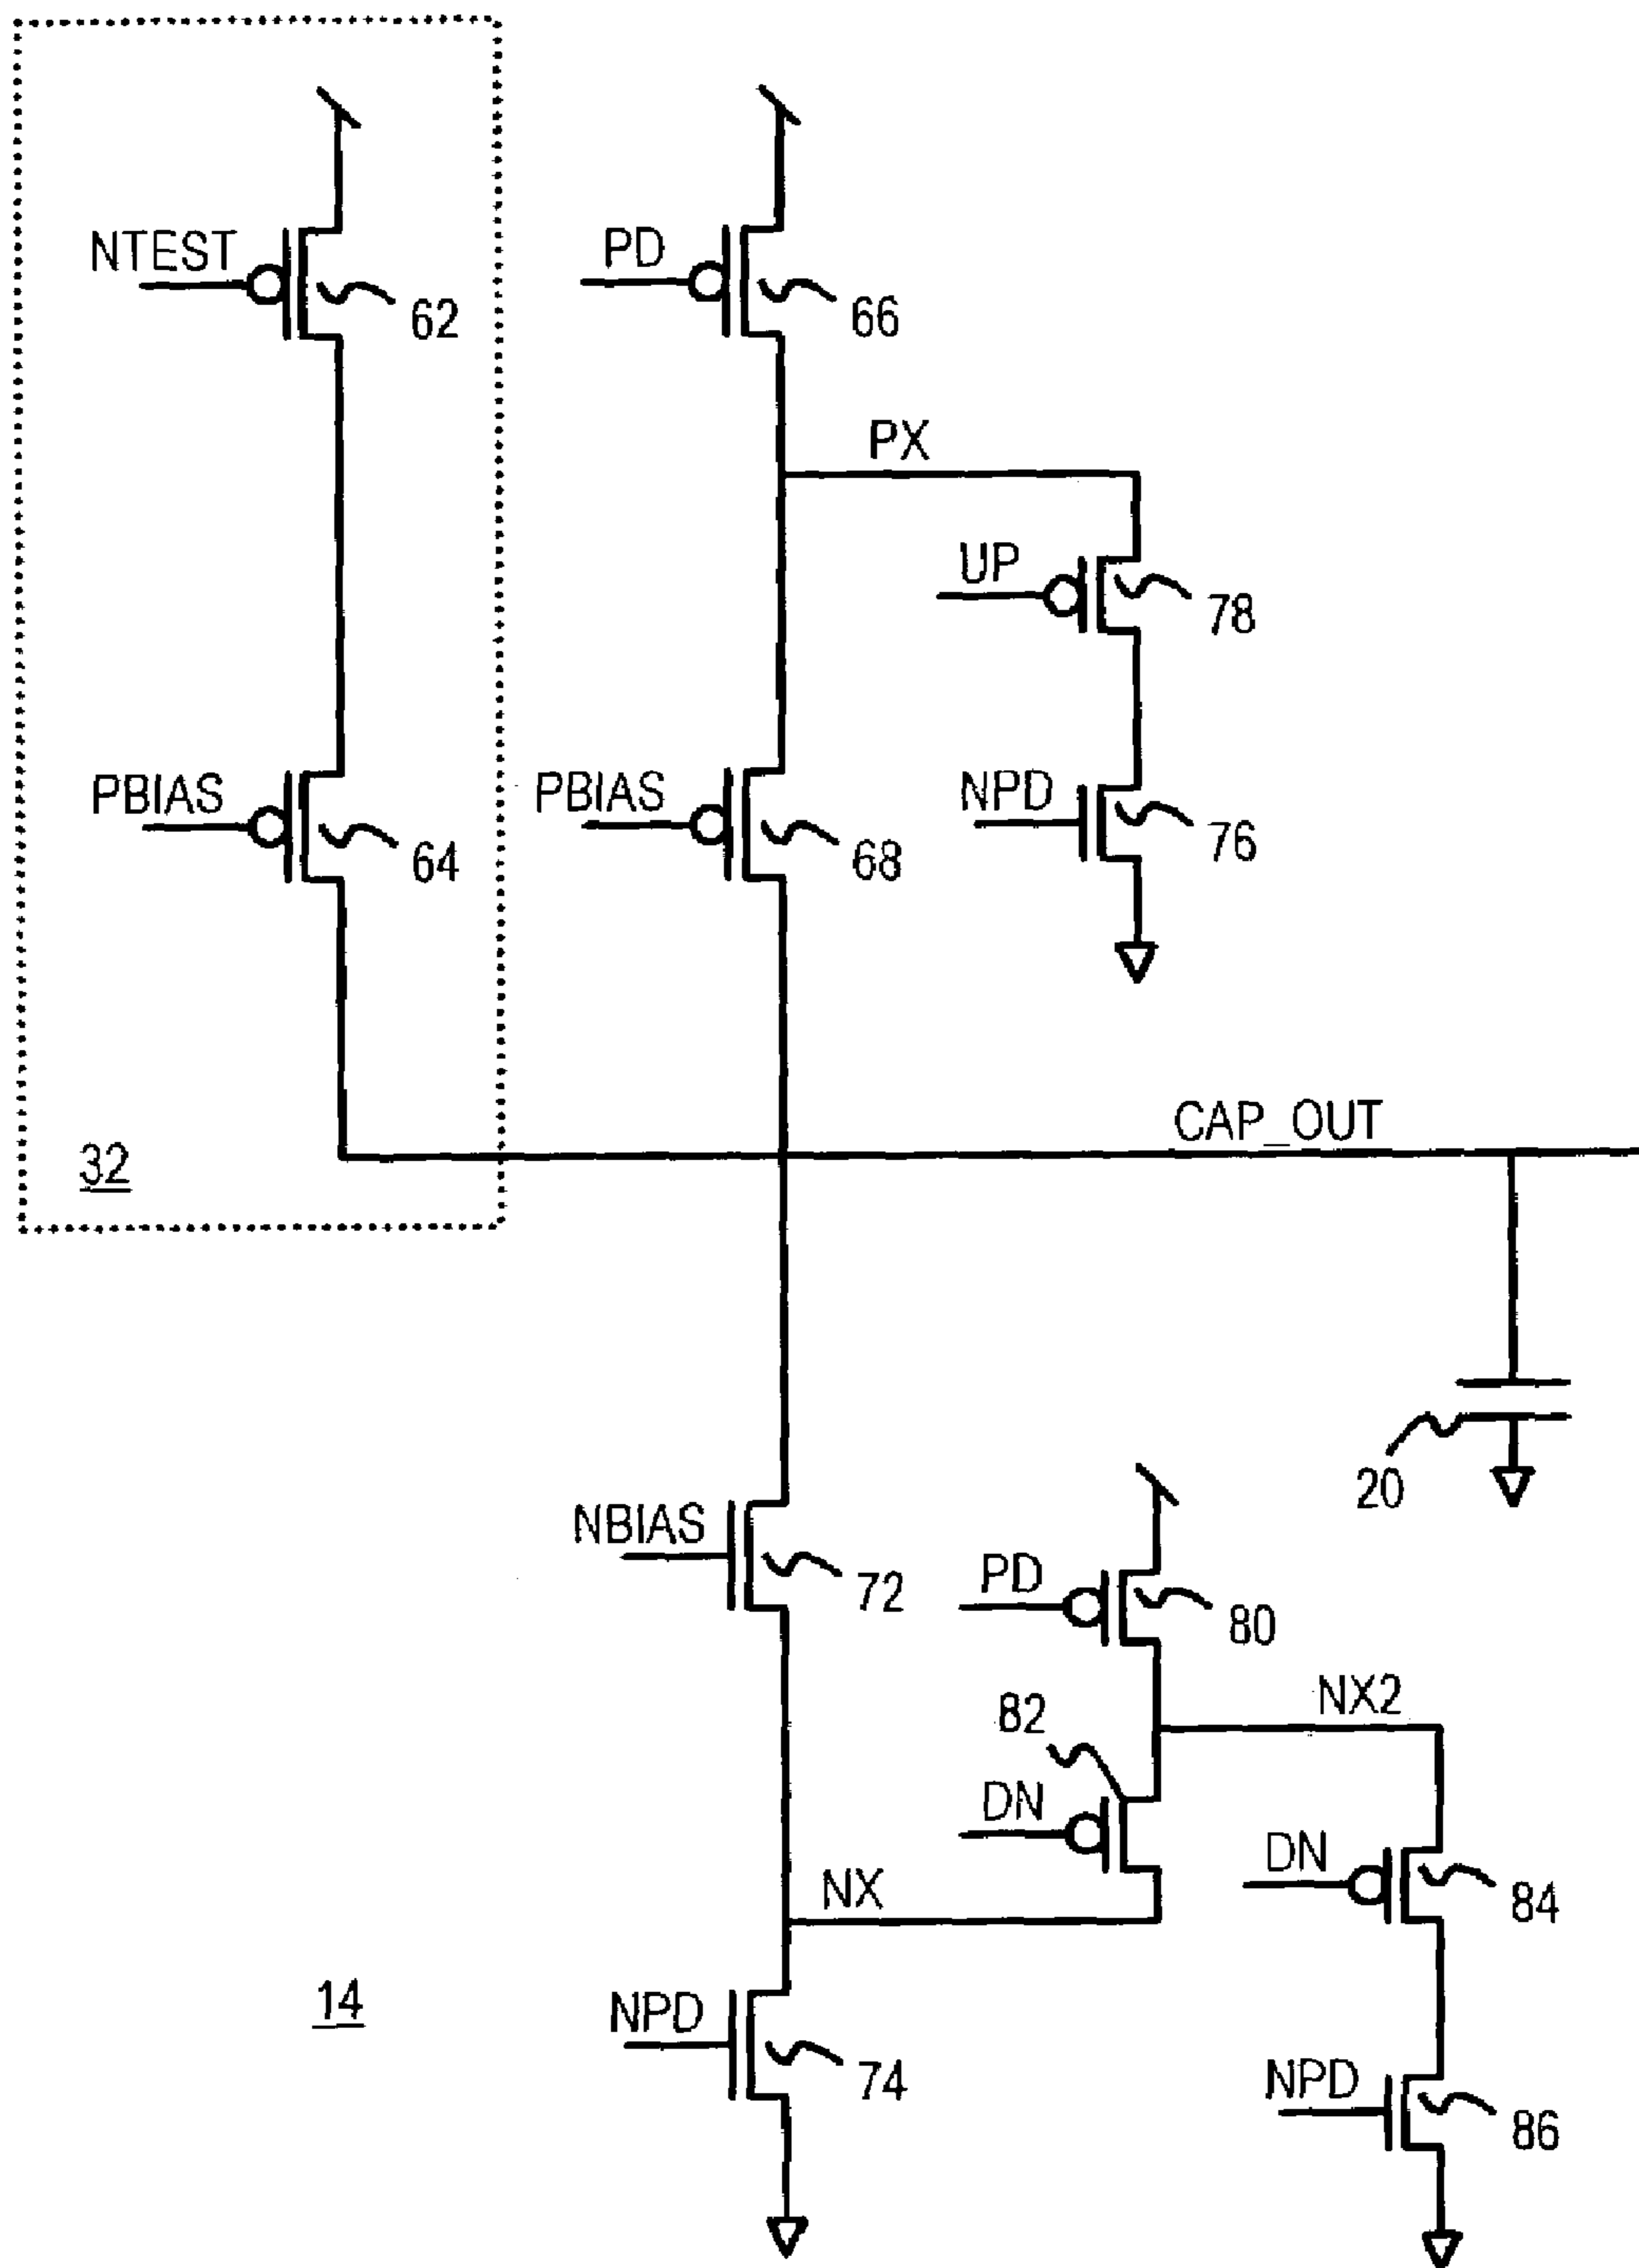 NTEST
62
PD
66
PX
UP
78
PBIAS
64
PBIAS
68
NPD
76
CAP_OUT
32
20
NBIAS
72
PD
80
82
NX2
DN
DN
84
NX
14
NPD
74
NPD
86